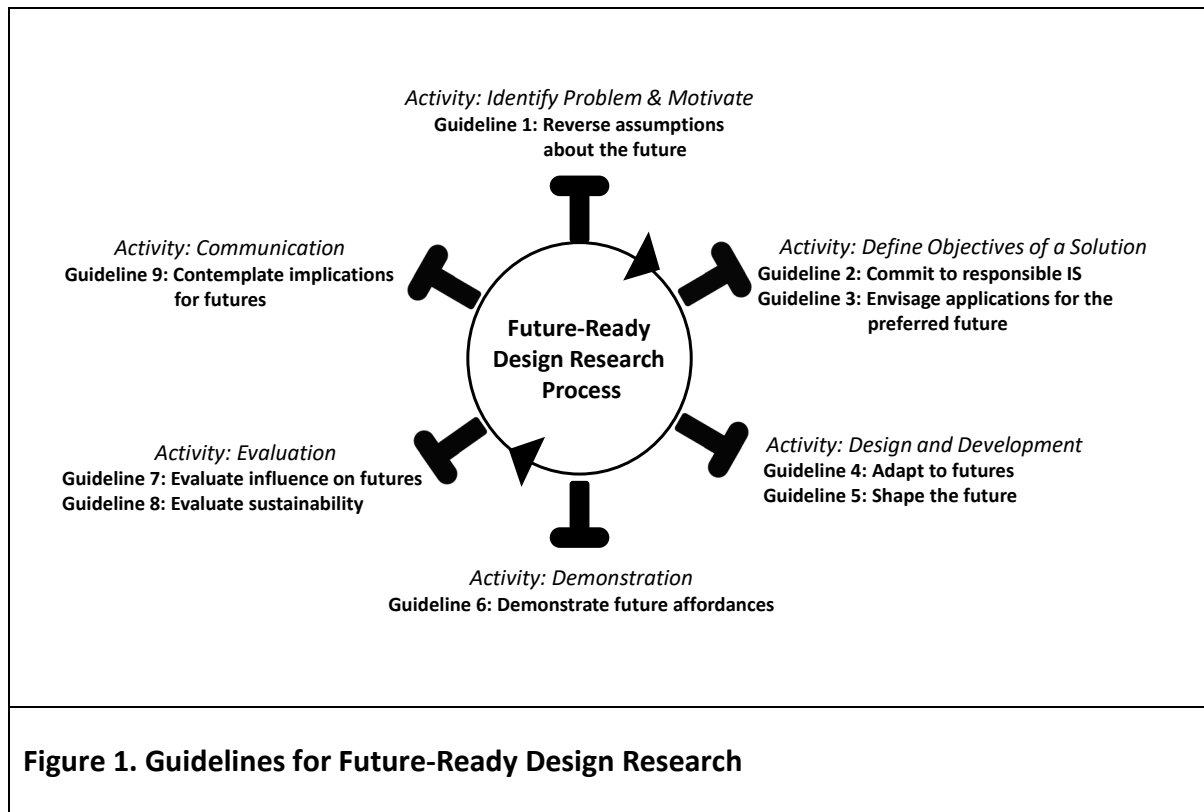 Activity: Identify Problem & Motivate
Guideline 1: Reverse assumptions
about the future
Activity: Define Objectives of a Solution
Guideline 2: Commit to responsible IS
Guideline 3: Envisage applications for the
preferred future
Activity: Design and Development
Guideline 4: Adapt to futures
Guideline 5: Shape the future
Activity: Demonstration
Guideline 6: Demonstrate future affordances
Activity: Evaluation
Guideline 7: Evaluate influence on futures
Guideline 8: Evaluate sustainability
Activity: Communication
Guideline 9: Contemplate implications
for futures
Future-Ready
Design Research
Process
Figure 1. Guidelines for Future-Ready Design Research